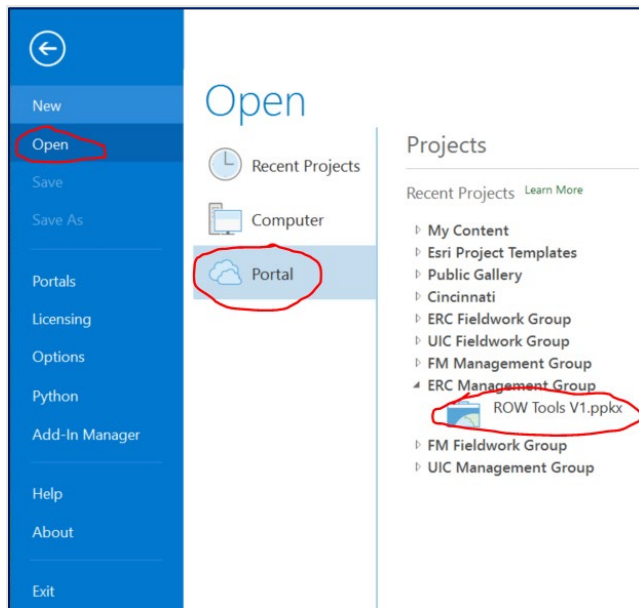 New
Open
Save
Save As
Portals
Licensing
Options
Python
Add-In Manager
Help
About
Exit
Open
Recent Projects
Computer
Portal
Projects
Recent Projects Learn More
My Content
Esri Project Templates
Public Gallery
Cincinnati
ERC Fieldwork Group
UIC Fieldwork Group
FM Management Group
ERC Management Group
ROW Tools V1.ppkx
FM Fieldwork Group
UIC Management Group